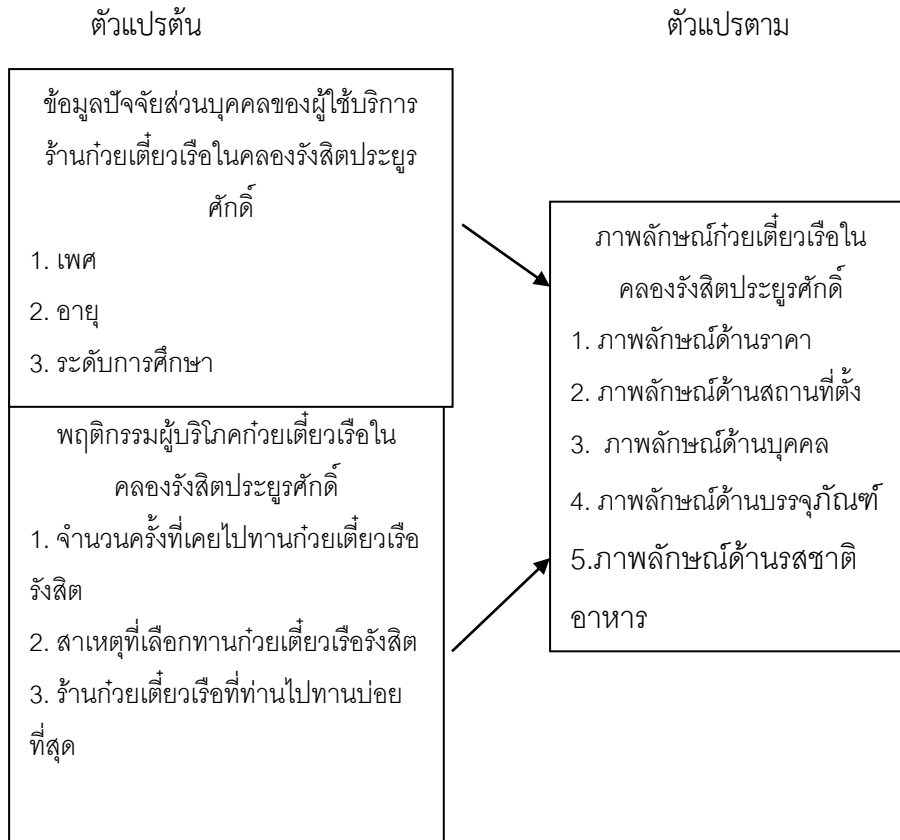 ตัวแปรต้น
ตัวแปรตาม
ข้อมูลปัจจัยส่วนบุคคลของผู้ใช้บริการ
ร้านก๋วยเตี๋ยวเรือในคลองรังสิตประยูร
ศักดิ์
1. เพศ
2. อายุ
3. ระดับการศึกษา
พฤติกรรมผู้บริโภคก๋วยเตี๋ยวเรือใน
คลองรังสิตประยูรศักดิ์
1. จำนวนครั้งที่เคยไปทานก๋วยเตี๋ยวเรือ
รังสิต
2. สาเหตุที่เลือกทานก๋วยเตี๋ยวเรือรังสิต
3. ร้านก๋วยเตี๋ยวเรือที่ท่านไปทานบ่อย
ที่สุด
ภาพลักษณ์ก๋วยเตี๋ยวเรือใน
คลองรังสิตประยูรศักดิ์
1. ภาพลักษณ์ด้านราคา
2. ภาพลักษณ์ด้านสถานที่ตั้ง
3. ภาพลักษณ์ด้านบุคคล
4. ภาพลักษณ์ด้านบรรจุภัณฑ์
5.ภาพลักษณ์ด้านรสชาติ
อาหาร